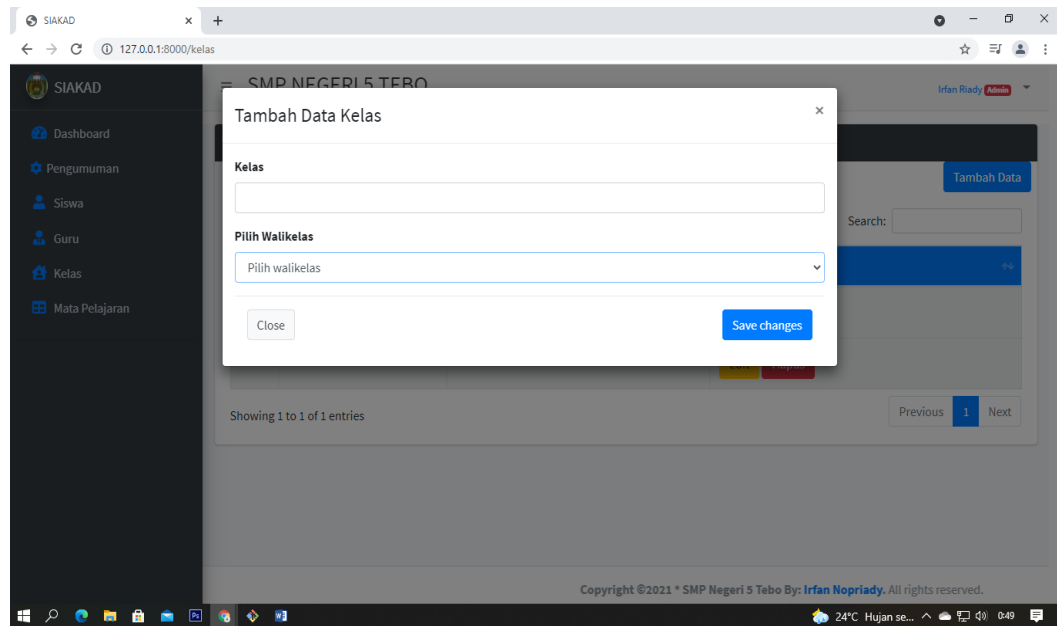 SIAKAD
127.0.0.1:8000/kelas
SIAKAD
SMP NEGERI 5 TEBO
Irfan Riady Admin
Dashboard
Pengumuman
Siswa
Guru
Kelas
Mata Pelajaran
Tambah Data Kelas
×
Kelas
Pilih Walikelas
Pilih walikelas
Close
Save changes
Tambah Data
Search:
Edit Hapus
Showing 1 to 1 of 1 entries
Previous 1 Next
Copyright ©2021 * SMP Negeri 5 Tebo By: Irfan Nopriady. All rights reserved.
24°C Hujan se... 0:49